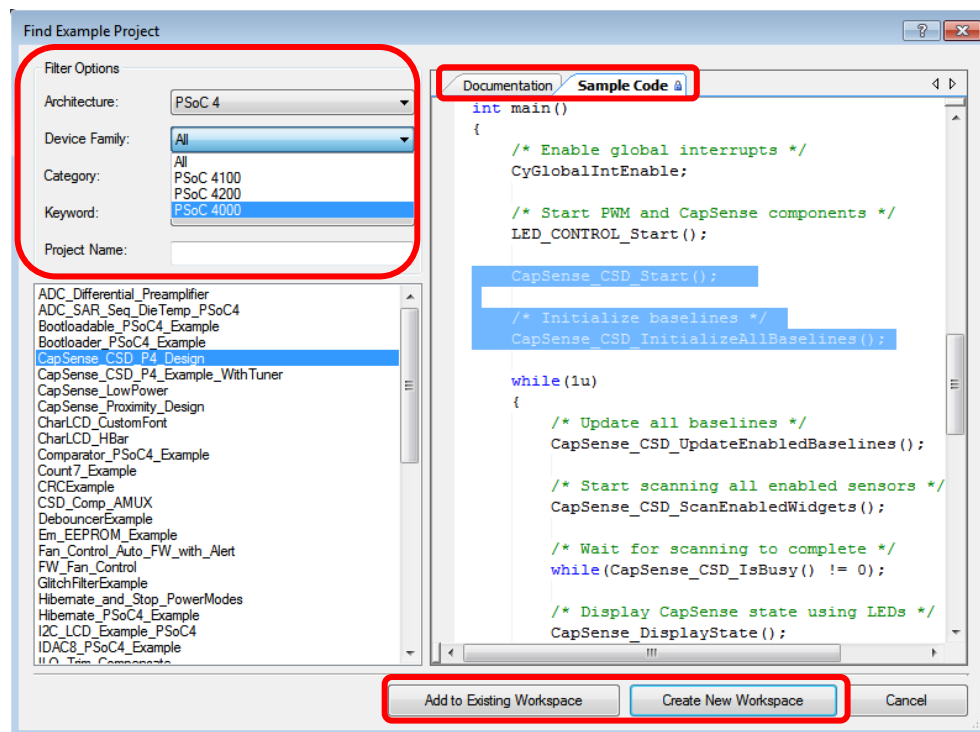 Find Example Project
?
Filter Options
Architecture: PSoC 4
Device Family: All
All
Category: PSoC 4100
PSoC 4200
Keyword: PSoC 4000
Project Name:
ADC_Differential_Preamplifier
ADC_SAR_Seq_DieTemp_PSoC4
Bootloadable_PSoC4_Example
Bootloader_PSoC4_Example
CapSense_CSD_P4_Design
CapSense_CSD_P4_Example_WithTuner
CapSense_LowPower
CapSense_Proximity_Design
CharLCD_CustomFont
CharLCD_HBar
Comparator_PSoC4_Example
Count7_Example
CRCExample
CSD_Comp_AMUX
DebouncerExample
Em_EEPROM_Example
Fan_Control_Auto_FW_with_Alert
FW_Fan_Control
GlitchFilterExample
Hibernate_and_Stop_PowerModes
Hibernate_PSoC4_Example
I2C_LCD_Example_PSoC4
IDAC8_PSoC4_Example
ILO_Trim_Compensate
Documentation Sample Code
int main()
{
/* Enable global interrupts */
CyGlobalIntEnable;
/* Start PWM and CapSense components */
LED_CONTROL_Start();
CapSense_CSD_Start();
/* Initialize baselines */
CapSense_CSD_InitializeAllBaselines();
while(1u)
{
/* Update all baselines */
CapSense_CSD_UpdateEnabledBaselines();
/* Start scanning all enabled sensors */
CapSense_CSD_ScanEnabledWidgets();
/* Wait for scanning to complete */
while(CapSense_CSD_IsBusy() != 0);
/* Display CapSense state using LEDs */
CapSense_DisplayState();
Add to Existing Workspace Create New Workspace Cancel